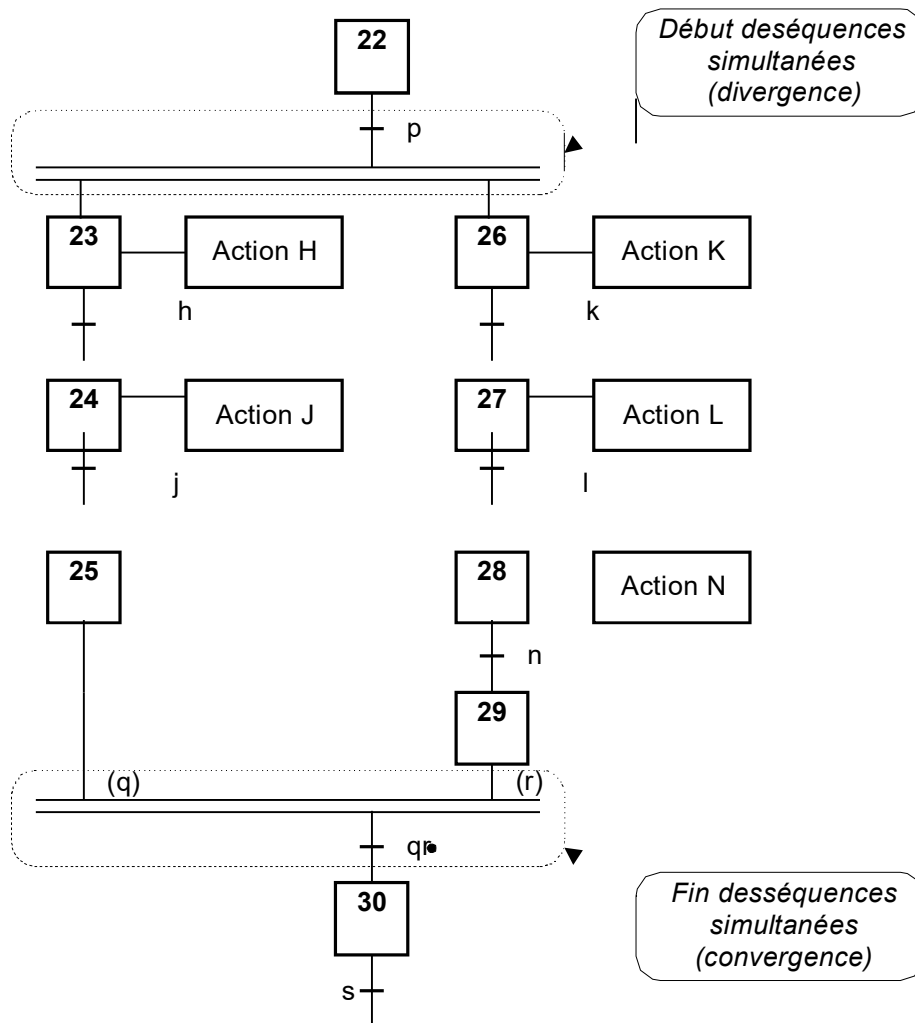 22
Début deséquences
simultanées
(divergence)
p
23
Action H
26
Action K
h
k
24
Action J
27
Action L
j
l
25
28
Action N
n
29
(q)
(r)
qr•
30
Fin desséquences
simultanées
(convergence)
s